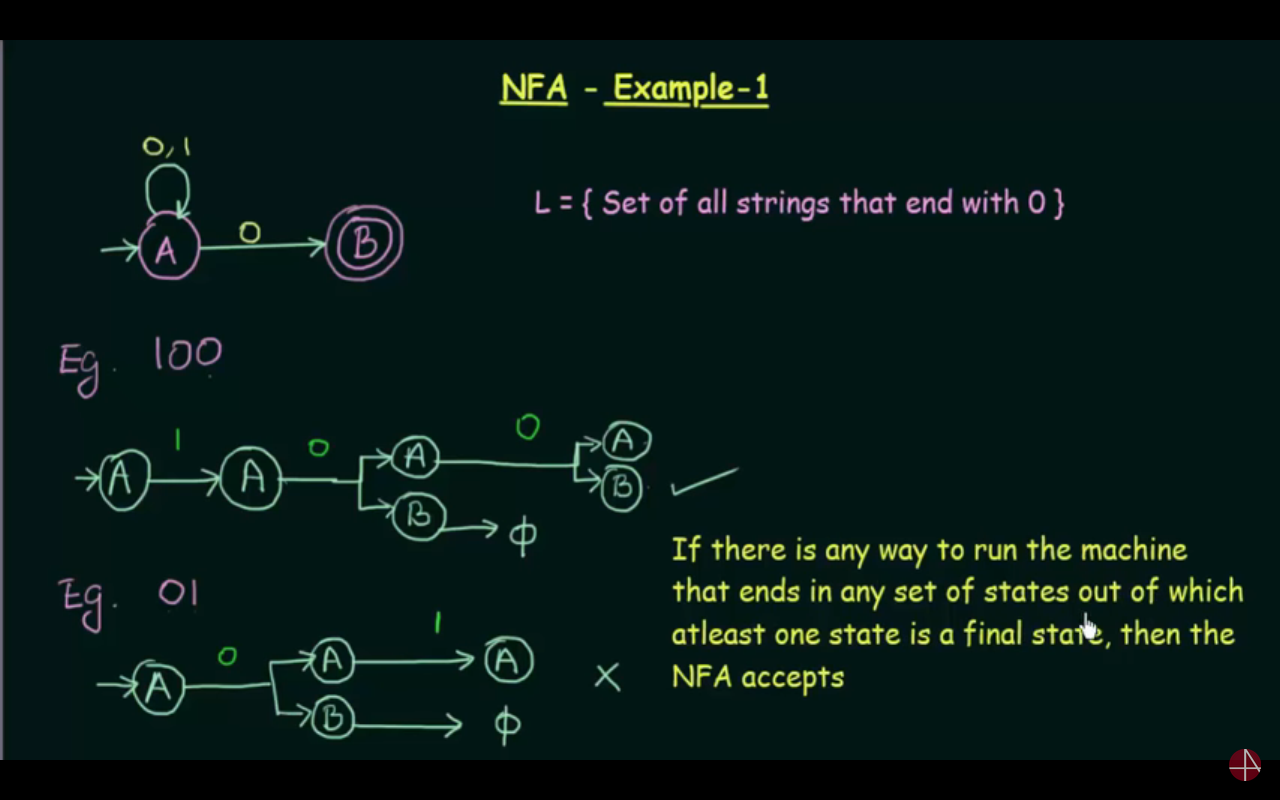 NFA - Example-1
0,1
A 0 B
L = { Set of all strings that end with 0 }
Eg. 100
1 0 0
A A A A
B ϕ B
If there is any way to run the machine
that ends in any set of states out of which
atleast one state is a final state, then the
NFA accepts
Eg. 01
0 1
A A A
B ϕ